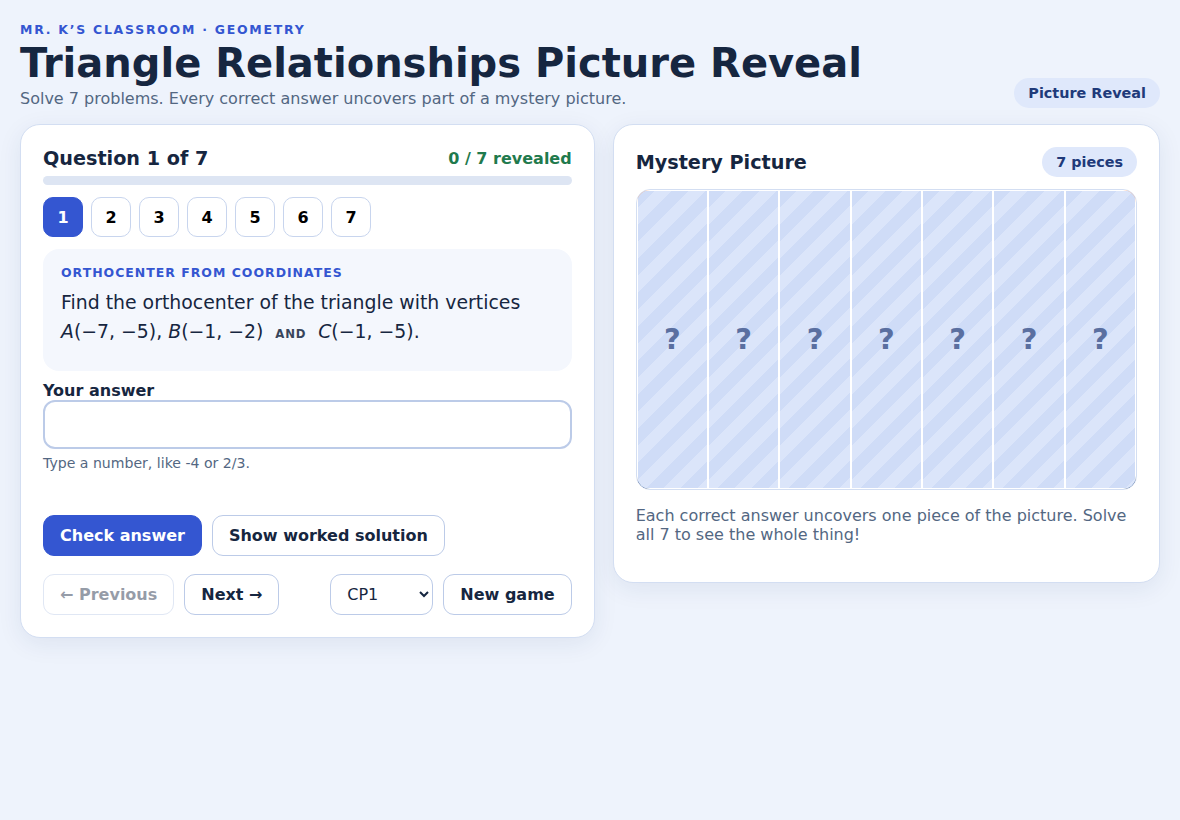 MR. K'S CLASSROOM · GEOMETRY
Triangle Relationships Picture Reveal
Solve 7 problems. Every correct answer uncovers part of a mystery picture.
Picture Reveal
Question 1 of 7
0 / 7 revealed
1 2 3 4 5 6 7
ORTHOCENTER FROM COORDINATES
Find the orthocenter of the triangle with vertices
A(−7, −5), B(−1, −2) AND C(−1, −5).
Your answer
Type a number, like -4 or 2/3.
Check answer
Show worked solution
← Previous
Next →
CP1
New game
Mystery Picture
7 pieces
? ? ? ? ? ? ?
Each correct answer uncovers one piece of the picture. Solve
all 7 to see the whole thing!